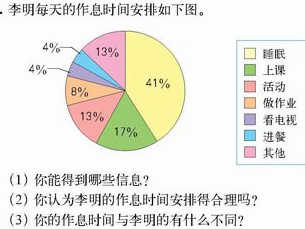 .李明每天的作息时间安排如下图。
4%
13%
4%
41%
8%
13%
17%
睡眠
上课
活动
做作业
看电视
进餐
其他
(1) 你能得到哪些信息?
(2) 你认为李明的作息时间安排得合理吗?
(3) 你的作息时间与李明的有什么不同?